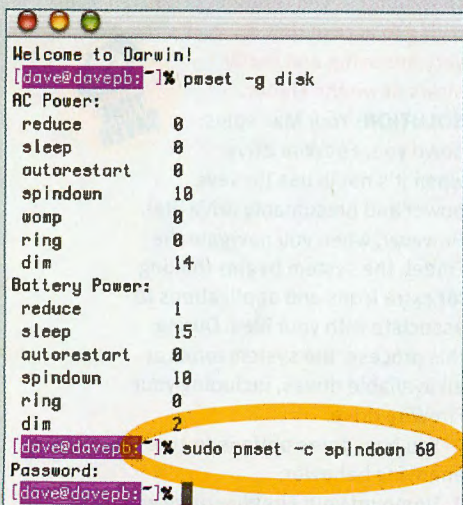 Welcome to Darwin!
[dave@davepb:~]% pmset -g disk
AC Power:
reduce 0
sleep 0
autorestart 0
spindown 10
womp 0
ring 0
dim 14
Battery Power:
reduce 1
sleep 15
autorestart 0
spindown 10
ring 0
dim 2
[dave@davepb:~]% sudo pmset -c spindown 60
Password:
[dave@davepb:~]%